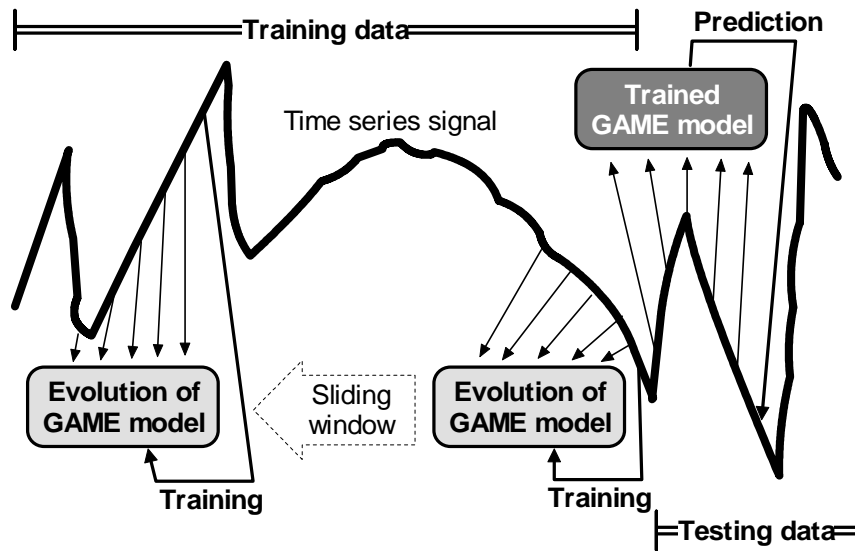 Training data
Prediction
Trained
GAME model
Time series signal
Evolution of
GAME model
Sliding
window
Evolution of
GAME model
Training
Training
Testing data